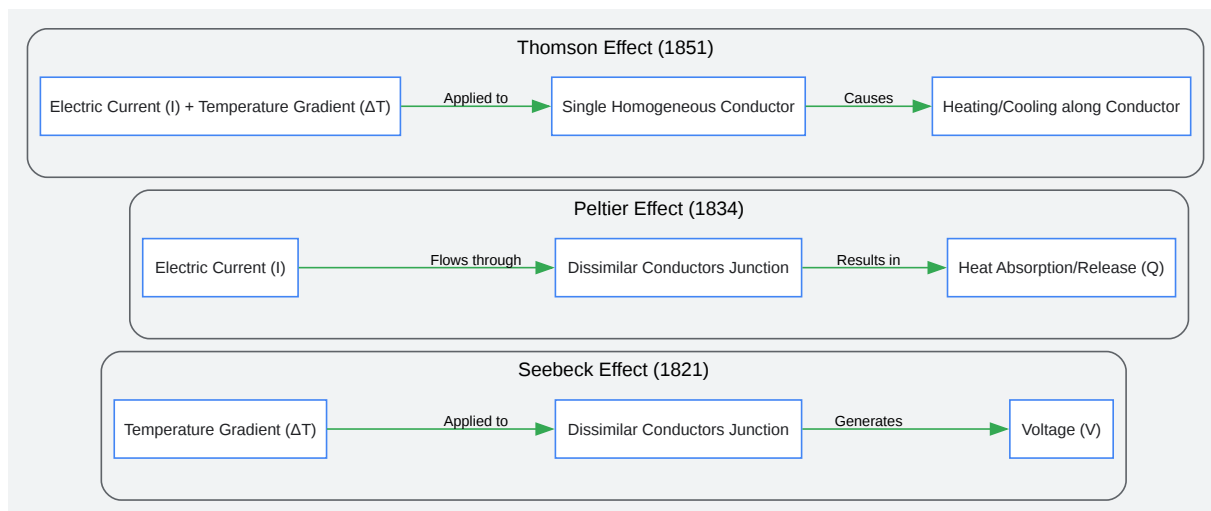 Thomson Effect (1851)
Electric Current (I) + Temperature Gradient (ΔT)
Applied to
Single Homogeneous Conductor
Causes
Heating/Cooling along Conductor
Peltier Effect (1834)
Electric Current (I)
Flows through
Dissimilar Conductors Junction
Results in
Heat Absorption/Release (Q)
Seebeck Effect (1821)
Temperature Gradient (ΔT)
Applied to
Dissimilar Conductors Junction
Generates
Voltage (V)